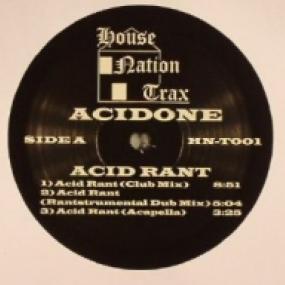 House
Nation
Trax
ACIDONE
SIDE A HN-T001
ACID RANT
1) Acid Rant (Club Mix) 8:51
2) Acid Rant
(Rantstrumental Dub Mix) 5:04
3) Acid Rant (Acapella) 3:25